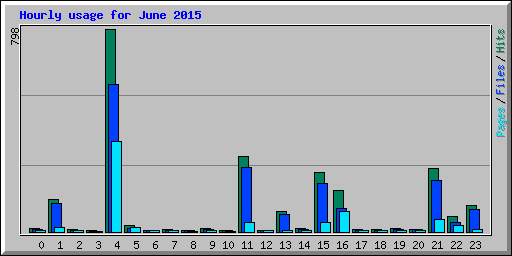 Hourly usage for June 2015
798
Pages/Files/Hits
0 1 2 3 4 5 6 7 8 9 10 11 12 13 14 15 16 17 18 19 20 21 22 23